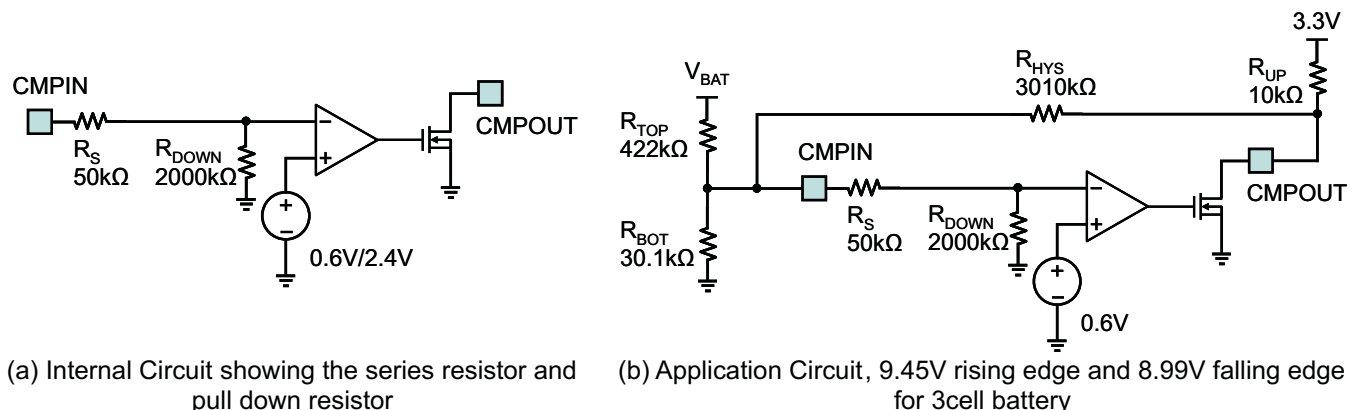 CMPIN
R_S
50kΩ
R_DOWN
2000kΩ
−
+
+
−
0.6V/2.4V
CMPOUT
(a) Internal Circuit showing the series resistor and
pull down resistor
V_BAT
R_TOP
422kΩ
R_BOT
30.1kΩ
CMPIN
R_S
50kΩ
R_HYS
3010kΩ
R_DOWN
2000kΩ
−
+
+
−
0.6V
3.3V
R_UP
10kΩ
CMPOUT
(b) Application Circuit, 9.45V rising edge and 8.99V falling edge
for 3cell battery